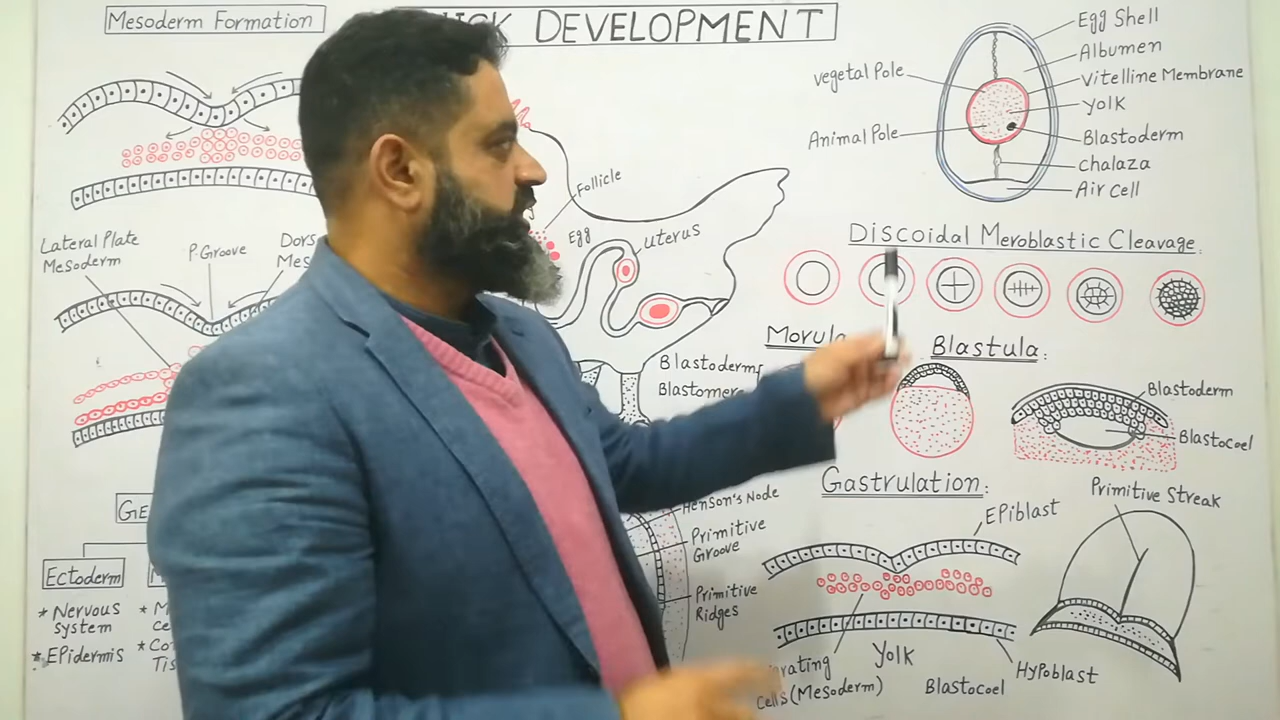 Mesoderm Formation
DEVELOPMENT
Egg Shell
Albumen
Vitelline Membrane
Yolk
Blastoderm
Chalaza
Air Cell
vegetal Pole
Animal Pole
Follicle
Egg
uterus
Lateral Plate
Mesoderm
P.Groove
Discoidal Meroblastic Cleavage.
Morula
Blastula:
Blastoderm
Blastocoel
Blastoderm
Gastrulation:
Primitive Streak
EPiblast
Henson's Node
Primitive
Groove
Primitive
Ridges
Ectoderm
* Nervous
system
* EPidermis
Cells (Mesoderm)
Yolk
Blastocoel
HyPoblast